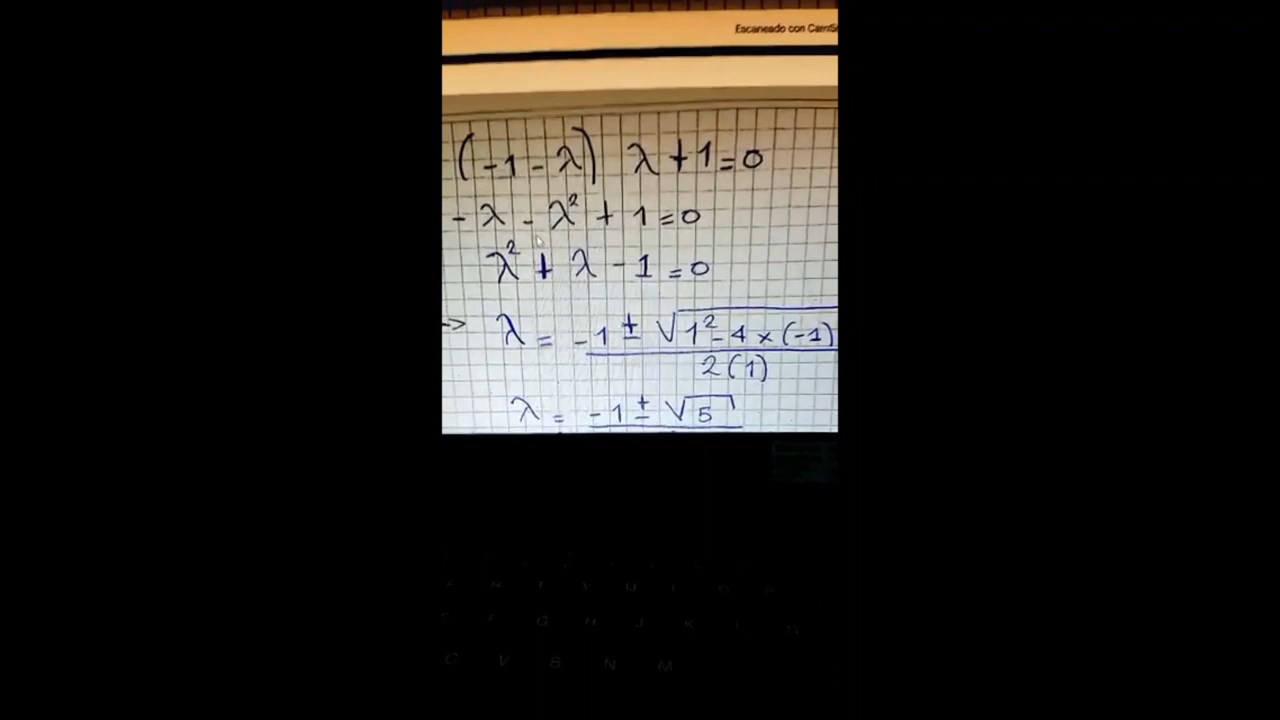 Escaneado con CamSc
(-1 - λ) λ + 1 = 0
- λ - λ² + 1 = 0
λ² + λ - 1 = 0
-> λ = -1 ± √1² - 4 × (-1) / 2(1)
λ = -1 ± √5
G H J K
C V B N M